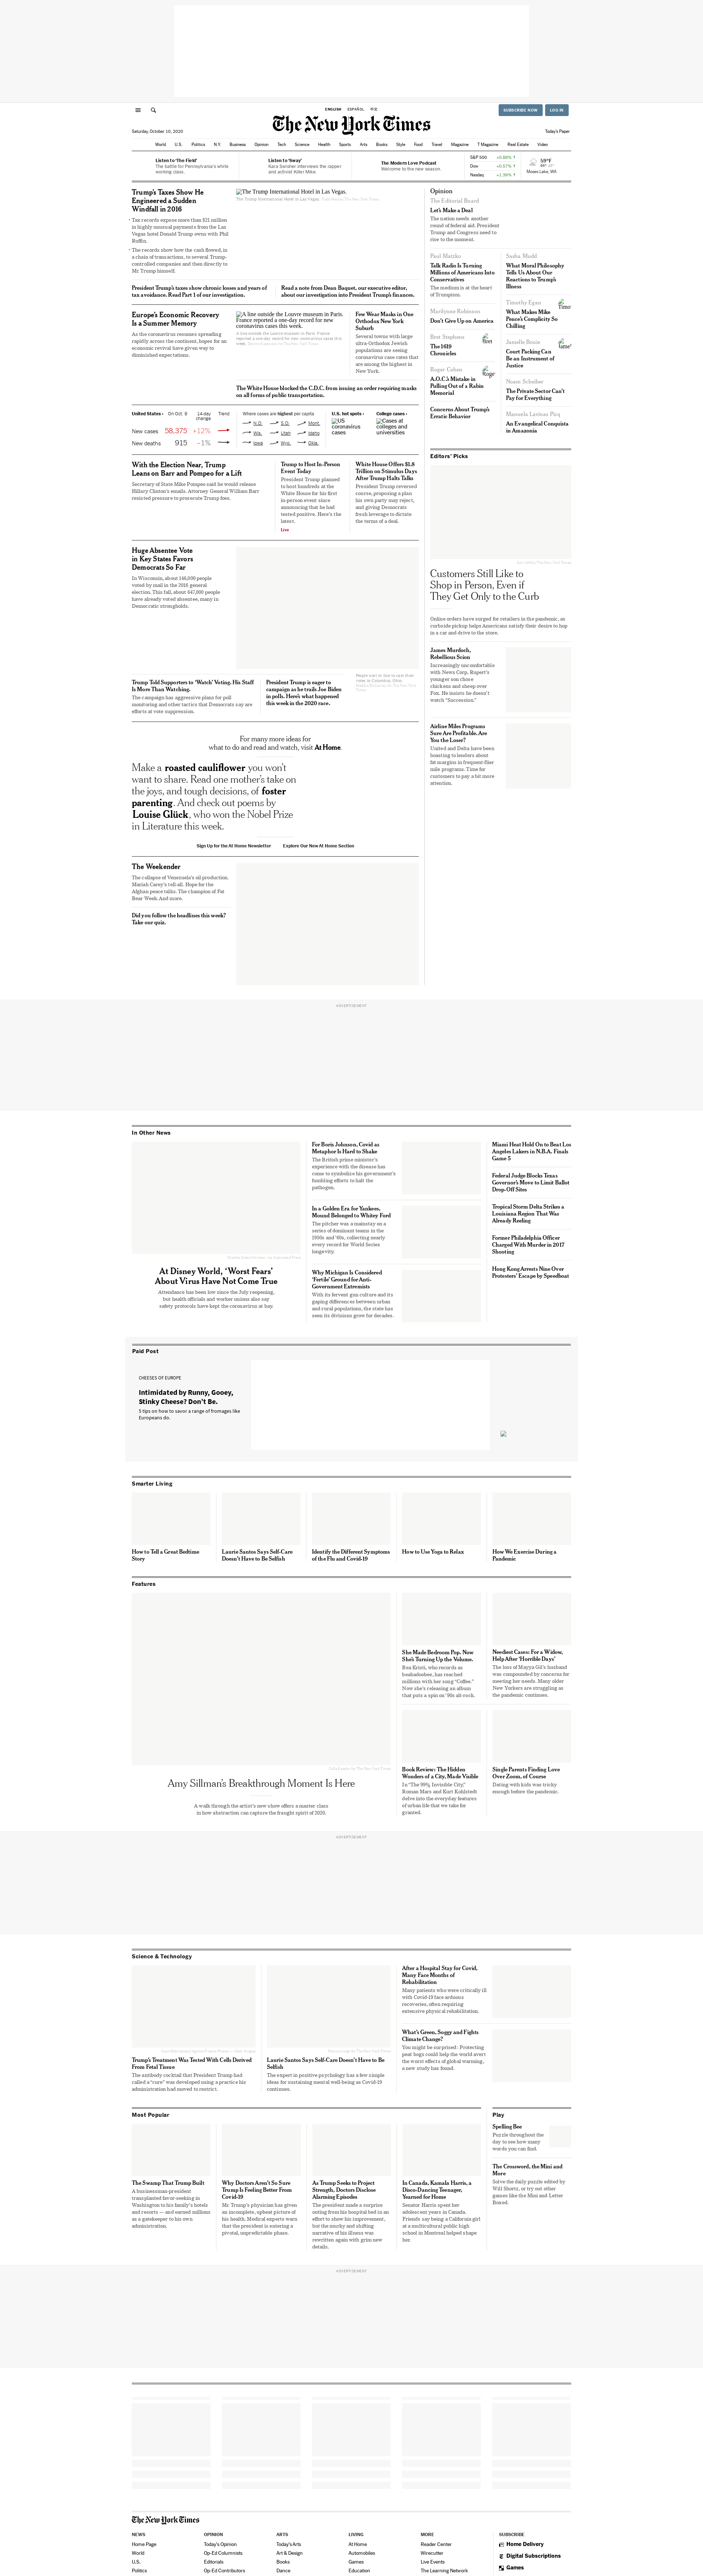 ENGLISH ESPAÑOL 中文
SUBSCRIBE NOW LOG IN
The New York Times
Saturday, October 10, 2020
Today's Paper
World U.S. Politics N.Y. Business Opinion Tech Science Health Sports Arts Books Style Food Travel Magazine T Magazine Real Estate Video
Listen to 'The Field'
The battle for Pennsylvania's white
working class.
Listen to 'Sway'
Kara Swisher interviews the rapper
and activist Killer Mike.
The Modern Love Podcast
Welcome to the new season.
S&P 500 +0.88% ↑
Dow +0.57% ↑
Nasdaq +1.39% ↑
59°F
Moses Lake, WA
Trump's Taxes Show He
Engineered a Sudden
Windfall in 2016
• Tax records expose more than $21 million
in highly unusual payments from the Las
Vegas hotel Donald Trump owns with Phil
Ruffin.
• The records show how the cash flowed, in
a chain of transactions, to several Trump-
controlled companies and then directly to
Mr. Trump himself.
The Trump International Hotel in Las Vegas.
The Trump International Hotel in Las Vegas.
President Trump's taxes show chronic losses and years of
tax avoidance. Read Part 1 of our investigation.
Read a note from Dean Baquet, our executive editor,
about our investigation into President Trump's finances.
Europe's Economic Recovery
Is a Summer Memory
As the coronavirus resumes spreading
rapidly across the continent, hopes for an
economic revival have given way to
diminished expectations.
A line outside the Louvre museum in Paris.
France reported a one-day record for new
coronavirus cases this week.
A line outside the Louvre museum in Paris. France
reported a one-day record for new coronavirus cases this
week.
Few Wear Masks in One
Orthodox New York
Suburb
Several towns with large
ultra-Orthodox Jewish
populations are seeing
coronavirus case rates that
are among the highest in
New York.
The White House blocked the C.D.C. from issuing an order requiring masks
on all forms of public transportation.
United States › On Oct. 9 14-day
change Trend
New cases 58,375 +12%
New deaths 915 –1%
Where cases are highest per capita
N.D. S.D. Mont.
Wis. Utah Idaho
Iowa Wyo. Okla.
U.S. hot spots ›
US
coronavirus
cases
College cases ›
Cases at
colleges and
universities
With the Election Near, Trump
Leans on Barr and Pompeo for a Lift
Secretary of State Mike Pompeo said he would release
Hillary Clinton's emails. Attorney General William Barr
resisted pressure to prosecute Trump foes.
Trump to Host In-Person
Event Today
President Trump planned
to host hundreds at the
White House for his first
in-person event since
announcing that he had
tested positive. Here's the
latest.
Live
White House Offers $1.8
Trillion on Stimulus Days
After Trump Halts Talks
President Trump reversed
course, proposing a plan
his own party may reject,
and giving Democrats
fresh leverage to dictate
the terms of a deal.
Huge Absentee Vote
in Key States Favors
Democrats So Far
In Wisconsin, about 146,000 people
voted by mail in the 2016 general
election. This fall, about 647,000 people
have already voted absentee, many in
Democratic strongholds.
People wait in line to cast their
votes in Columbus, Ohio.
Trump Told Supporters to 'Watch' Voting. His Staff
Is More Than Watching.
The campaign has aggressive plans for poll
monitoring and other tactics that Democrats say are
efforts at vote suppression.
President Trump is eager to
campaign as he trails Joe Biden
in polls. Here's what happened
this week in the 2020 race.
For many more ideas for
what to do and read and watch, visit At Home.
Make a roasted cauliflower you won't
want to share. Read one mother's take on
the joys, and tough decisions, of foster
parenting. And check out poems by
Louise Glück, who won the Nobel Prize
in Literature this week.
Sign Up for the At Home Newsletter Explore Our New At Home Section
The Weekender
The collapse of Venezuela's oil production.
Mariah Carey's tell-all. Hope for the
Afghan peace talks. The champion of Fat
Bear Week. And more.
Did you follow the headlines this week?
Take our quiz.
Opinion
The Editorial Board
Let's Make a Deal
The nation needs another
round of federal aid. President
Trump and Congress need to
rise to the moment.
Paul Matzko
Talk Radio Is Turning
Millions of Americans Into
Conservatives
The medium is at the heart
of Trumpism.
Marilynne Robinson
Don't Give Up on America
Bret Stephens
The 1619
Chronicles
Roger Cohen
A.O.C.'s Mistake in
Pulling Out of a Rabin
Memorial
Concerns About Trump's
Erratic Behavior
Sasha Mudd
What Moral Philosophy
Tells Us About Our
Reactions to Trump's
Illness
Timothy Egan
What Makes Mike
Pence's Complicity So
Chilling
Jamelle Bouie
Court Packing Can
Be an Instrument of
Justice
Noam Scheiber
The Private Sector Can't
Pay for Everything
Manuela Lavinas Picq
An Evangelical Conquista
in Amazonia
Editors' Picks
Customers Still Like to
Shop in Person, Even if
They Get Only to the Curb
Online orders have surged for retailers in the pandemic, as
curbside pickup helps Americans satisfy their desire to hop
in a car and drive to the store.
James Murdoch,
Rebellious Scion
Increasingly uncomfortable
with News Corp, Rupert's
younger son chose
chickens and sheep over
Fox. He insists he doesn't
watch "Succession."
Airline Miles Programs
Sure Are Profitable. Are
You the Loser?
United and Delta have been
boasting to lenders about
fat margins in frequent-flier
mile programs. Time for
customers to pay a bit more
attention.
ADVERTISEMENT
In Other News
At Disney World, 'Worst Fears'
About Virus Have Not Come True
Attendance has been low since the July reopening,
but health officials and worker unions also say
safety protocols have kept the coronavirus at bay.
For Boris Johnson, Covid as
Metaphor Is Hard to Shake
The British prime minister's
experience with the disease has
come to symbolize his government's
fumbling efforts to halt the
pathogen.
In a Golden Era for Yankees,
Mound Belonged to Whitey Ford
The pitcher was a mainstay on a
series of dominant teams in the
1950s and '60s, collecting nearly
every record for World Series
longevity.
Why Michigan Is Considered
'Fertile' Ground for Anti-
Government Extremists
With its fervent gun culture and its
gaping differences between urban
and rural populations, the state has
seen its divisions grow for decades.
Miami Heat Hold On to Beat Los
Angeles Lakers in N.B.A. Finals
Game 5
Federal Judge Blocks Texas
Governor's Move to Limit Ballot
Drop-Off Sites
Tropical Storm Delta Strikes a
Louisiana Region That Was
Already Reeling
Former Philadelphia Officer
Charged With Murder in 2017
Shooting
Hong Kong Arrests Nine Over
Protesters' Escape by Speedboat
Paid Post
CHEESES OF EUROPE
Intimidated by Runny, Gooey,
Stinky Cheese? Don't Be.
5 tips on how to savor a range of fromages like
Europeans do.
Smarter Living
How to Tell a Great Bedtime
Story
Laurie Santos Says Self-Care
Doesn't Have to Be Selfish
Identify the Different Symptoms
of the Flu and Covid-19
How to Use Yoga to Relax
How We Exercise During a
Pandemic
Features
Amy Sillman's Breakthrough Moment Is Here
A walk through the artist's new show offers a master class
in how abstraction can capture the fraught spirit of 2020.
She Made Bedroom Pop. Now
She's Turning Up the Volume.
Bea Kristi, who records as
beabadoobee, has reached
millions with her song "Coffee."
Now she's releasing an album
that puts a spin on '90s alt-rock.
Neediest Cases: For a Widow,
Help After 'Horrible Days'
The loss of Mayya Gil's husband
was compounded by concerns for
meeting her needs. Many older
New Yorkers are struggling as
the pandemic continues.
Book Review: The Hidden
Wonders of a City, Made Visible
In "The 99% Invisible City,"
Roman Mars and Kurt Kohlstedt
delve into the everyday features
of urban life that we take for
granted.
Single Parents Finding Love
Over Zoom, of Course
Dating with kids was tricky
enough before the pandemic.
ADVERTISEMENT
Science & Technology
Trump's Treatment Was Tested With Cells Derived
From Fetal Tissue
The antibody cocktail that President Trump had
called a "cure" was developed using a practice his
administration had moved to restrict.
Laurie Santos Says Self-Care Doesn't Have to Be
Selfish
The expert in positive psychology has a few simple
ideas for sustaining mental well-being as Covid-19
continues.
After a Hospital Stay for Covid,
Many Face Months of
Rehabilitation
Many patients who were critically ill
with Covid-19 face arduous
recoveries, often requiring
extensive physical rehabilitation.
What's Green, Soggy and Fights
Climate Change?
You might be surprised: Protecting
peat bogs could help the world avert
the worst effects of global warming,
a new study has found.
Most Popular
The Swamp That Trump Built
A businessman-president
transplanted favor-seeking in
Washington to his family's hotels
and resorts — and earned millions
as a gatekeeper to his own
administration.
Why Doctors Aren't So Sure
Trump Is Feeling Better From
Covid-19
Mr. Trump's physician has given
an incomplete, upbeat picture of
his health. Medical experts warn
that the president is entering a
pivotal, unpredictable phase.
As Trump Seeks to Project
Strength, Doctors Disclose
Alarming Episodes
The president made a surprise
outing from his hospital bed in an
effort to show his improvement,
but the murky and shifting
narrative of his illness was
rewritten again with grim new
details.
In Canada, Kamala Harris, a
Disco-Dancing Teenager,
Yearned for Home
Senator Harris spent her
adolescent years in Canada.
Friends say being a California girl
at a multicultural public high
school in Montreal helped shape
her.
Play
Spelling Bee
Puzzle throughout the
day to see how many
words you can find.
The Crossword, the Mini and
More
Solve the daily puzzle edited by
Will Shortz, or try out other
games like the Mini and Letter
Boxed.
ADVERTISEMENT
The New York Times
NEWS
Home Page
World
U.S.
Politics
OPINION
Today's Opinion
Op-Ed Columnists
Editorials
Op-Ed Contributors
ARTS
Today's Arts
Art & Design
Books
Dance
LIVING
At Home
Automobiles
Games
Education
MORE
Reader Center
Wirecutter
Live Events
The Learning Network
SUBSCRIBE
Home Delivery
Digital Subscriptions
Games